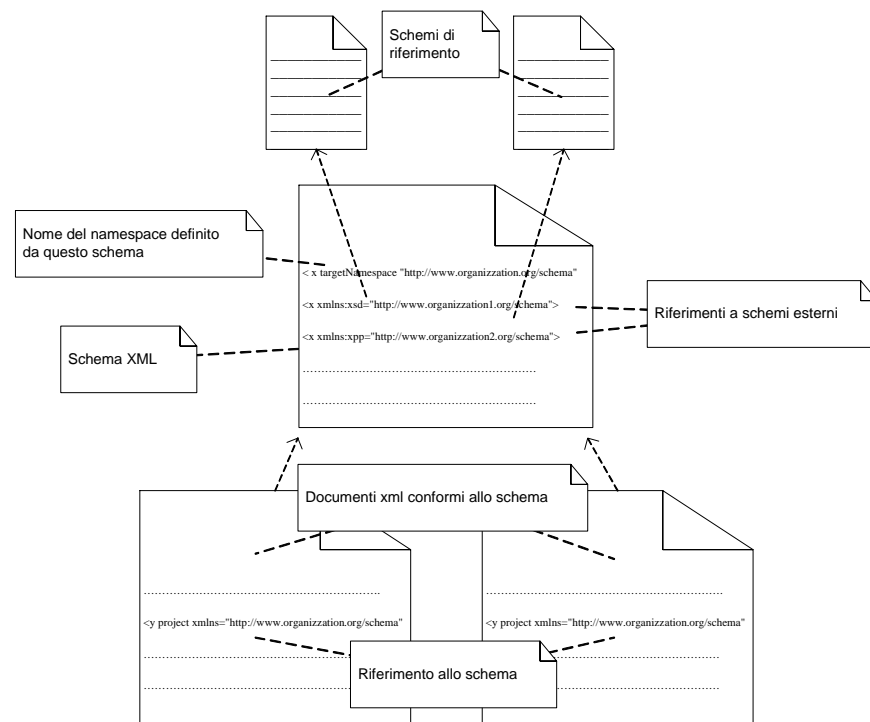 Schemi di
riferimento
Nome del namespace definito
da questo schema
< x targetNamespace "http://www.organizzation.org/schema"
<x xmlns:xsd="http://www.organizzation1.org/schema">
Riferimenti a schemi esterni
<x xmlns:xpp="http://www.organizzation2.org/schema">
Schema XML
Documenti xml conformi allo schema
<y project xmlns="http://www.organizzation.org/schema"
<y project xmlns="http://www.organizzation.org/schema"
Riferimento allo schema